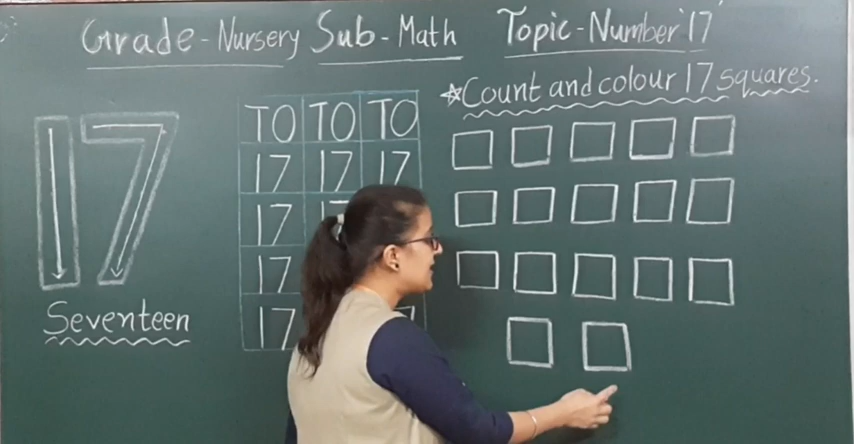 Grade - Nursery Sub - Math Topic - Number '17'
*Count and colour 17 squares.
17
Seventeen
TO TO TO
17 17 17
17
17
17